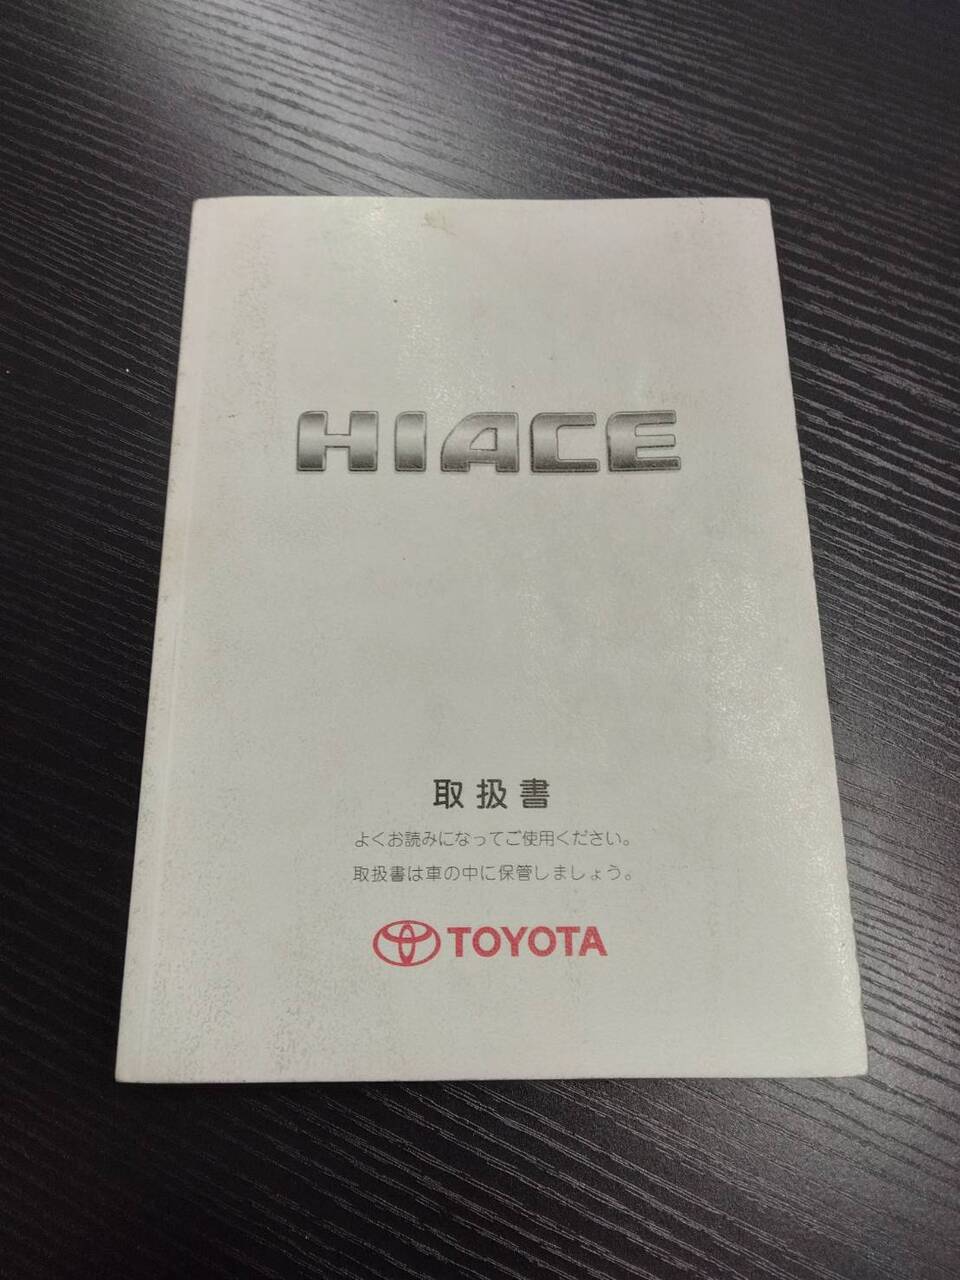 HIACE
取扱書
よくお読みになってご使用ください。
取扱書は車の中に保管しましょう。
TOYOTA